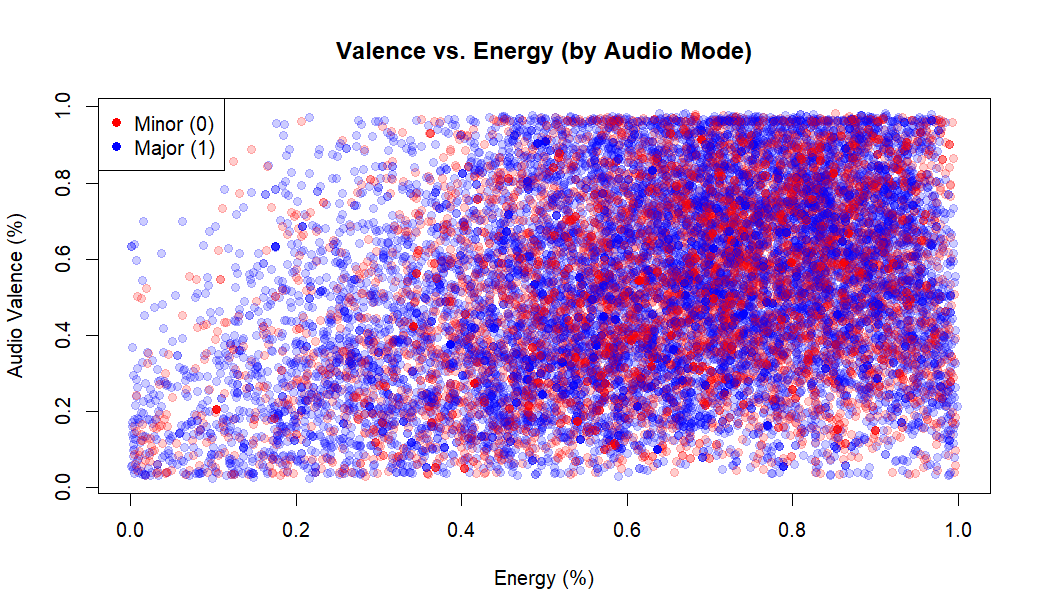 Valence vs. Energy (by Audio Mode)
Minor (0)
Major (1)
Audio Valence (%)
1.0
0.8
0.6
0.4
0.2
0.0
0.0 0.2 0.4 0.6 0.8 1.0
Energy (%)